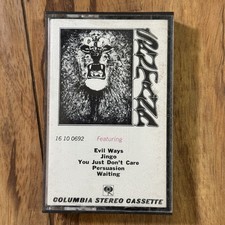 SANTANA
16 10 0692
Featuring
Evil Ways
Jingo
You Just Don't Care
Persuasion
Waiting
COLUMBIA STEREO CASSETTE